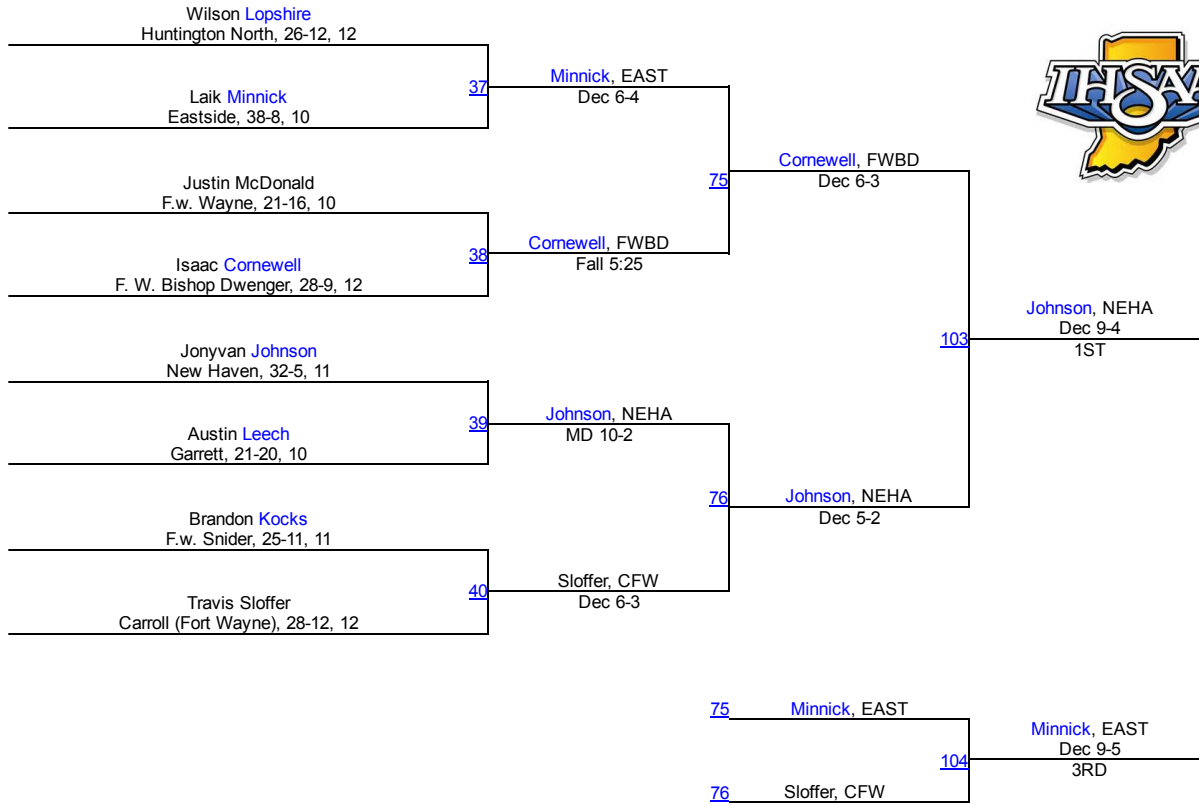 Wilson Lopshire
Huntington North, 26-12, 12
37
Minnick, EAST
Dec 6-4
Laik Minnick
Eastside, 38-8, 10
IHSAA
75
Cornewell, FWBD
Dec 6-3
Justin McDonald
F.w. Wayne, 21-16, 10
38
Cornewell, FWBD
Fall 5:25
Isaac Cornewell
F. W. Bishop Dwenger, 28-9, 12
103
Johnson, NEHA
Dec 9-4
1ST
Jonyvan Johnson
New Haven, 32-5, 11
39
Johnson, NEHA
MD 10-2
Austin Leech
Garrett, 21-20, 10
76
Johnson, NEHA
Dec 5-2
Brandon Kocks
F.w. Snider, 25-11, 11
40
Sloffer, CFW
Dec 6-3
Travis Sloffer
Carroll (Fort Wayne), 28-12, 12
75
Minnick, EAST
104
Minnick, EAST
Dec 9-5
3RD
76
Sloffer, CFW